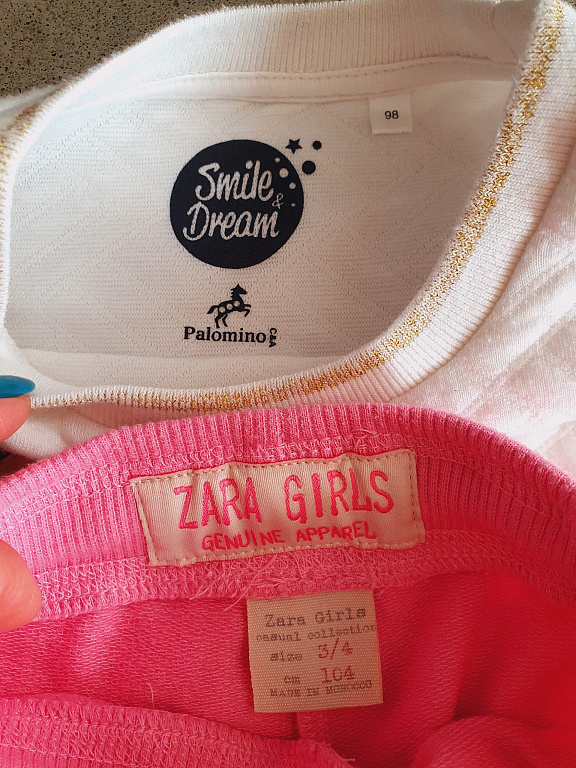 98
Smile
&
Dream
Palomino
C&A
ZARA GIRLS
GENUINE APPAREL
Zara Girls
casual collection
size 3/4
cm 104
MADE IN MOROCCO